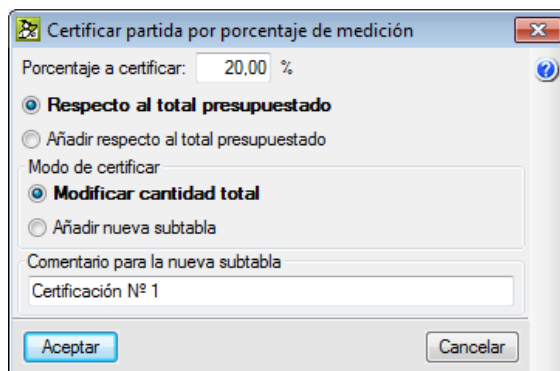 Certificar partida por porcentaje de medición
Porcentaje a certificar: 20,00 %
Respecto al total presupuestado
Añadir respecto al total presupuestado
Modo de certificar
Modificar cantidad total
Añadir nueva subtabla
Comentario para la nueva subtabla
Certificación Nº 1
Aceptar Cancelar